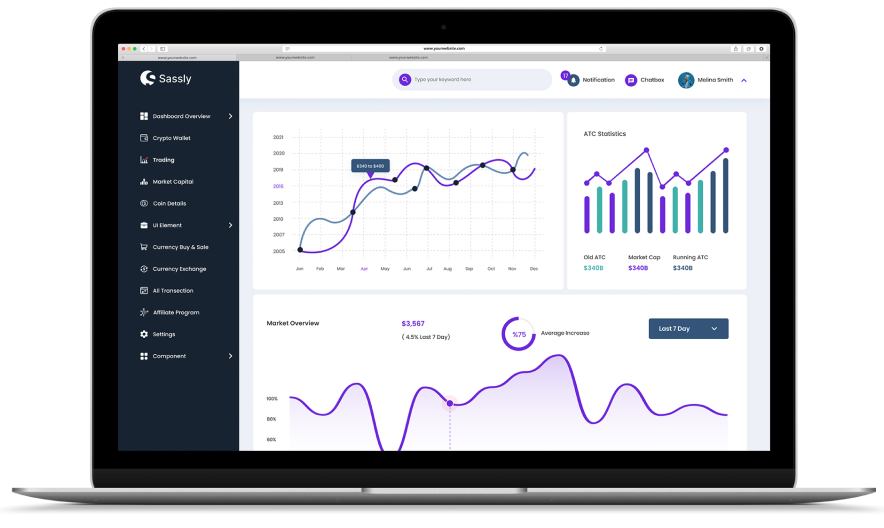 www.yourwebsite.com
www.yourwebsite.com
www.yourwebsite.com
www.yourwebsite.com
Sassly
Type your keyword here
Notification
Chatbox
Melina Smith
Dashboard Overview
Crypto Wallet
Trading
Market Capital
Coin Details
UI Element
Currency Buy & Sale
Currency Exchange
All Transection
Affiliate Program
Settings
Component
2021
2020
2019
2015
2013
2010
2007
2005
$340 to $400
Jan
Feb
Mar
Apr
May
Jun
Jul
Aug
Sep
Oct
Nov
Dec
ATC Statistics
Old ATC
Market Cap
Running ATC
$340B
$340B
$340B
Market Overview
$3,567
( 4.5% Last 7 Day)
%75
Average Increase
Last 7 Day
100%
80%
60%